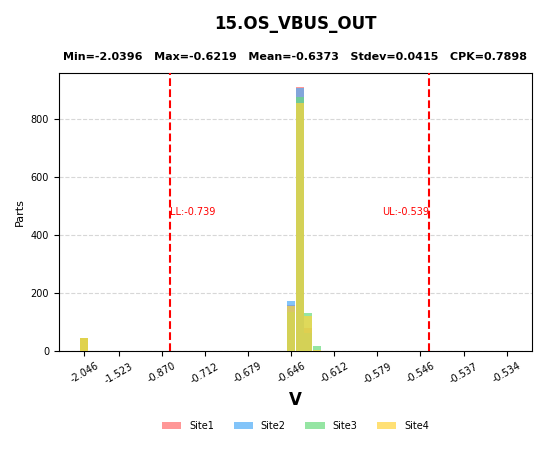 15.OS_VBUS_OUT
Min=-2.0396 Max=-0.6219 Mean=-0.6373 Stdev=0.0415 CPK=0.7898
800
600
400
200
0
Parts
LL:-0.739
UL:-0.539
-2.046 -1.523 -0.870 -0.712 -0.679 -0.646 -0.612 -0.579 -0.546 -0.537 -0.534
V
Site1 Site2 Site3 Site4